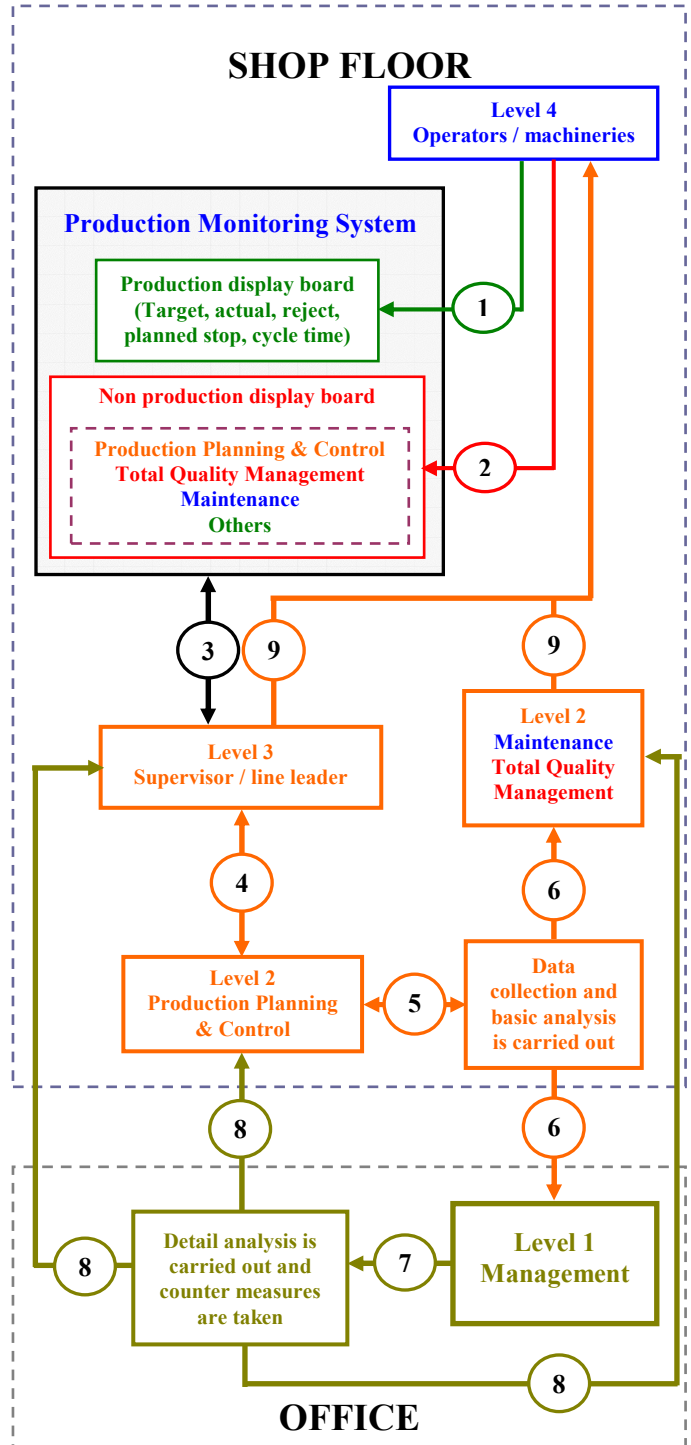 SHOP FLOOR
Level 4
Operators / machineries
Production Monitoring System
Production display board
(Target, actual, reject,
planned stop, cycle time)
1
Non production display board
Production Planning & Control
Total Quality Management
Maintenance
Others
2
3
9
9
Level 3
Supervisor / line leader
Level 2
Maintenance
Total Quality
Management
4
6
Level 2
Production Planning
& Control
5
Data
collection and
basic analysis
is carried out
8
6
Detail analysis is
carried out and
counter measures
are taken
8
7
Level 1
Management
8
OFFICE